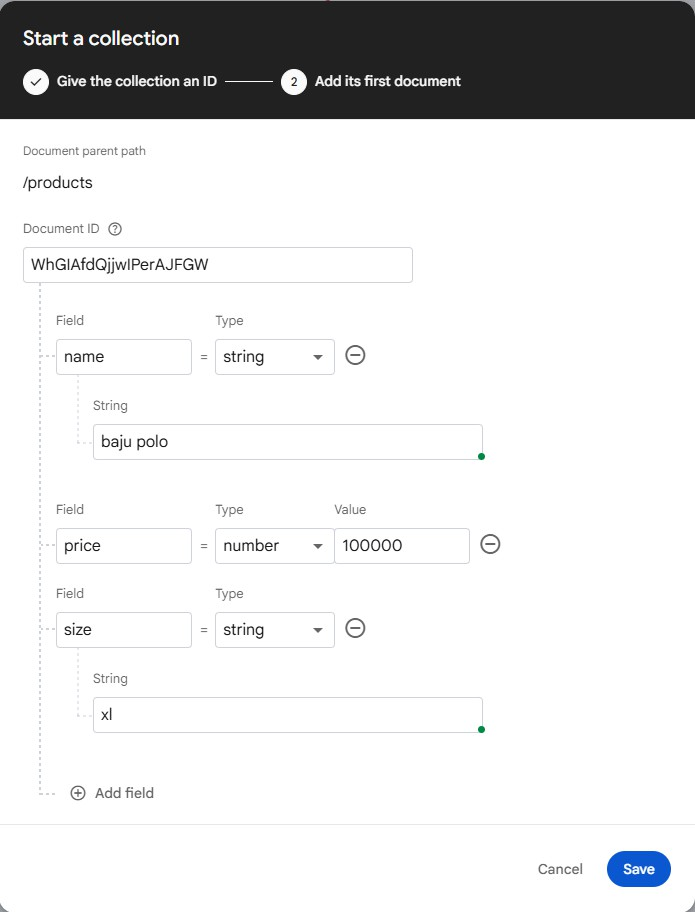 Start a collection
Give the collection an ID 2 Add its first document
Document parent path
/products
Document ID ?
WhGIAfdQjjwIPerAJFGW
Field Type
name = string
String
baju polo
Field Type Value
price = number 100000
Field Type
size = string
String
xl
Add field
Cancel Save